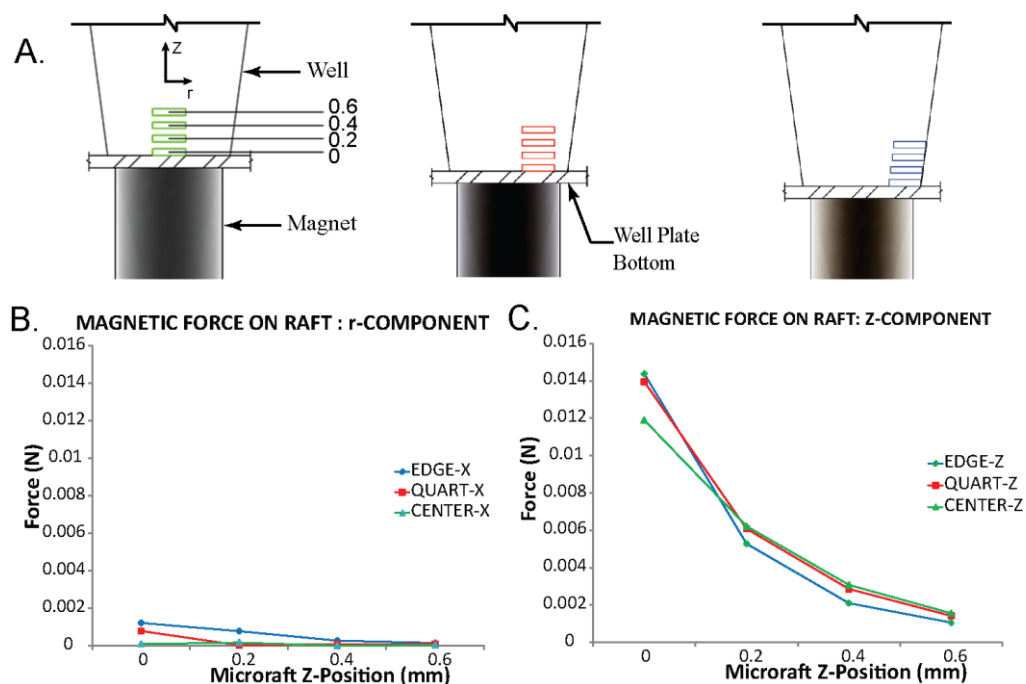 A.
Z
r
Well
0.6
0.4
0.2
0
Magnet
Well Plate
Bottom
B.
MAGNETIC FORCE ON RAFT : r-COMPONENT
0.016
0.014
0.012
0.01
0.008
0.006
0.004
0.002
0
Force (N)
EDGE-X
QUART-X
CENTER-X
0
0.2
0.4
0.6
Microraft Z-Position (mm)
C.
MAGNETIC FORCE ON RAFT: Z-COMPONENT
0.016
0.014
0.012
0.01
0.008
0.006
0.004
0.002
0
Force (N)
EDGE-Z
QUART-Z
CENTER-Z
0
0.2
0.4
0.6
Microraft Z-Position (mm)